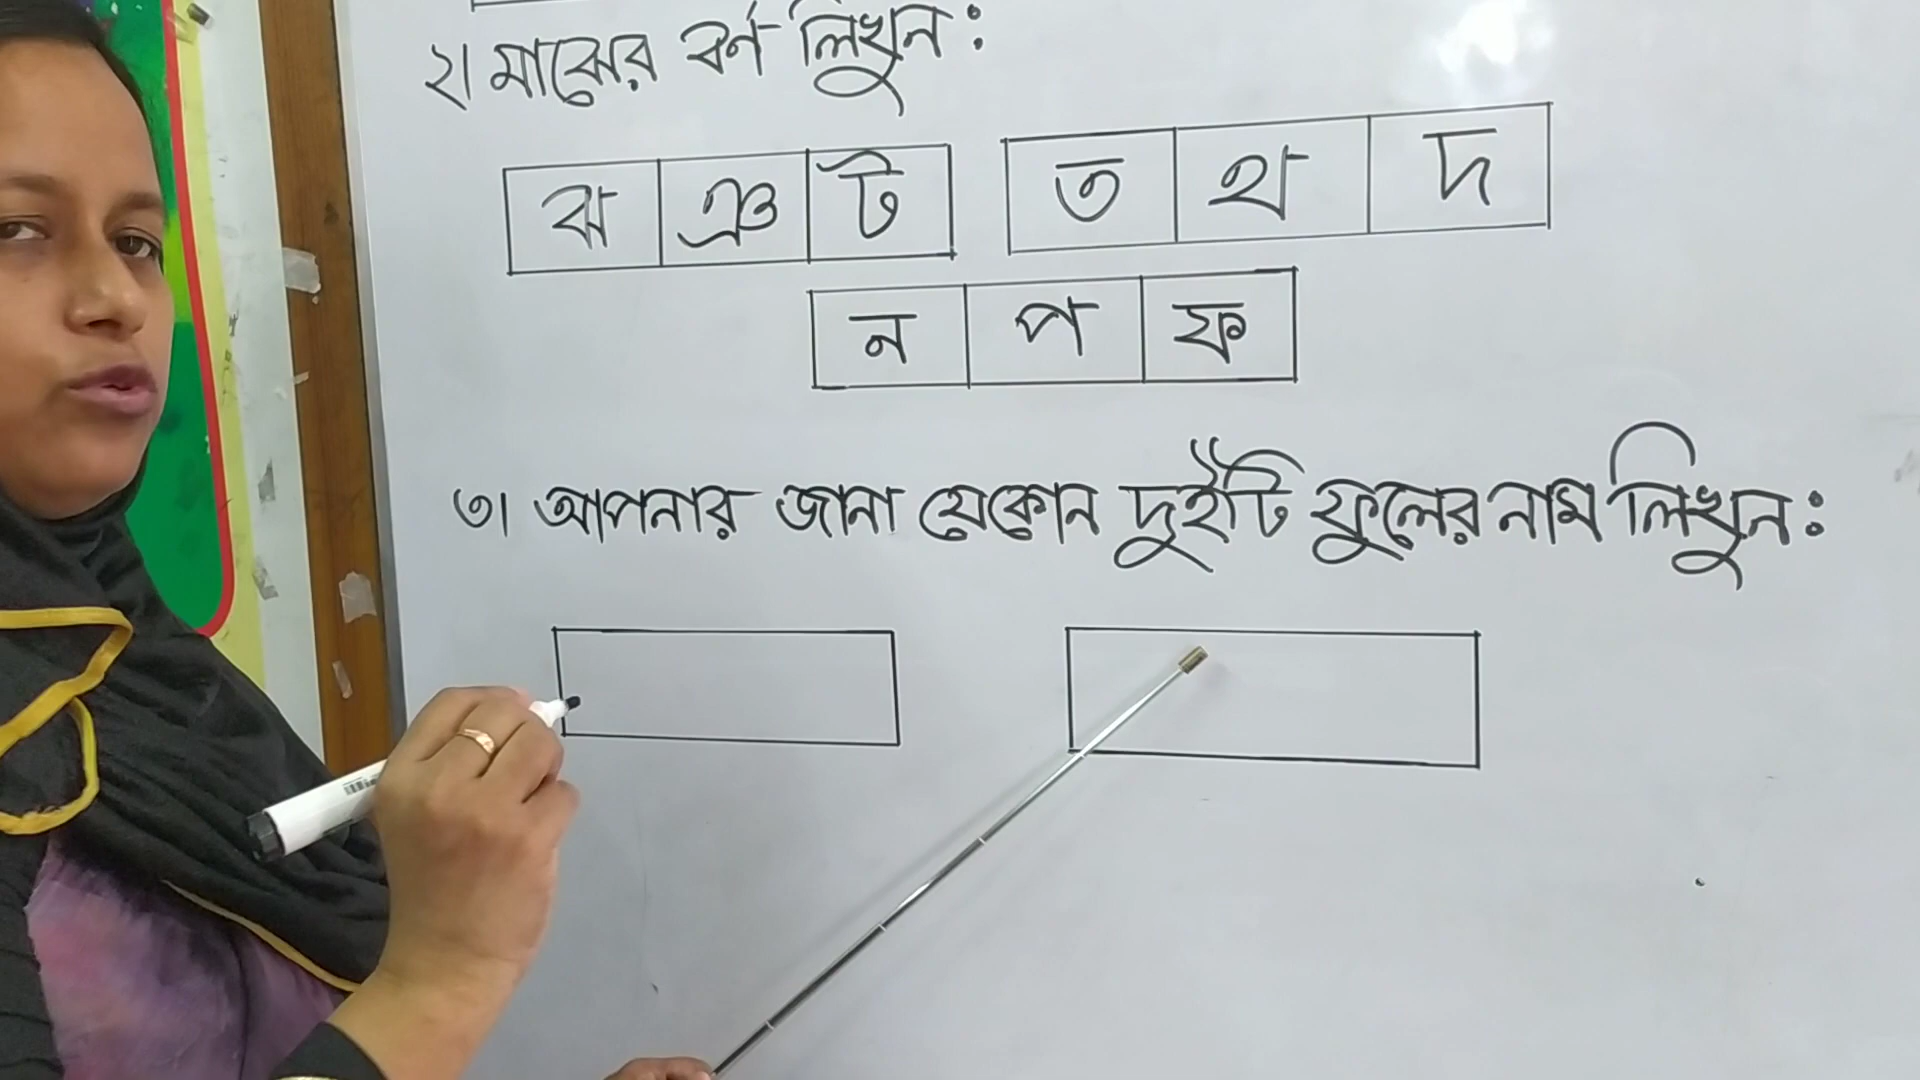 ২। মাঝের বর্ন লিখুন:
ঝ ঞ ট ত থ দ
ন প ফ
৩। আপনার জানা যেকোন দুইটি ফুলের নাম লিখুন: